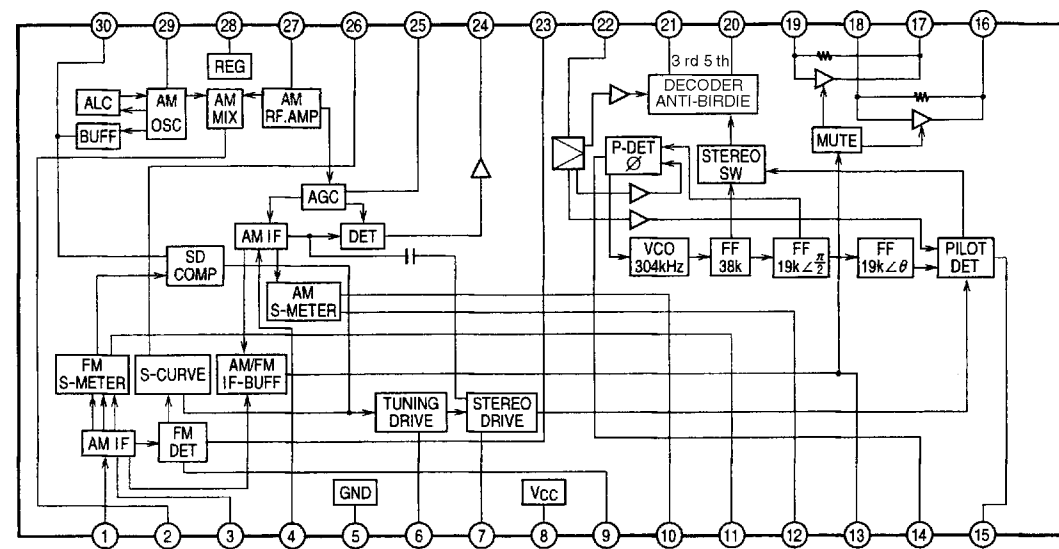 30 29 28 27 26 25 24 23 22 21 20 19 18 17 16
REG
3 rd 5 th
ALC
AM
OSC
AM
MIX
AM
RF.AMP
DECODER
ANTI-BIRDIE
BUFF
MUTE
P-DET
Ø
STEREO
SW
AGC
AM IF
DET
SD
COMP
VCO
304kHz
FF
38k
FF
19k∠π/2
FF
19k∠θ
PILOT
DET
AM
S-METER
FM
S-METER
S-CURVE
AM/FM
IF-BUFF
TUNING
DRIVE
STEREO
DRIVE
AM IF
FM
DET
GND
VCC
1 2 3 4 5 6 7 8 9 10 11 12 13 14 15